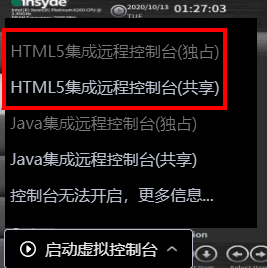 insyde
2020/10/13
TUE
01:27:03
HTML5集成远程控制台(独占)
HTML5集成远程控制台(共享)
Java集成远程控制台(独占)
Java集成远程控制台(共享)
控制台无法开启，更多信息...
启动虚拟控制台